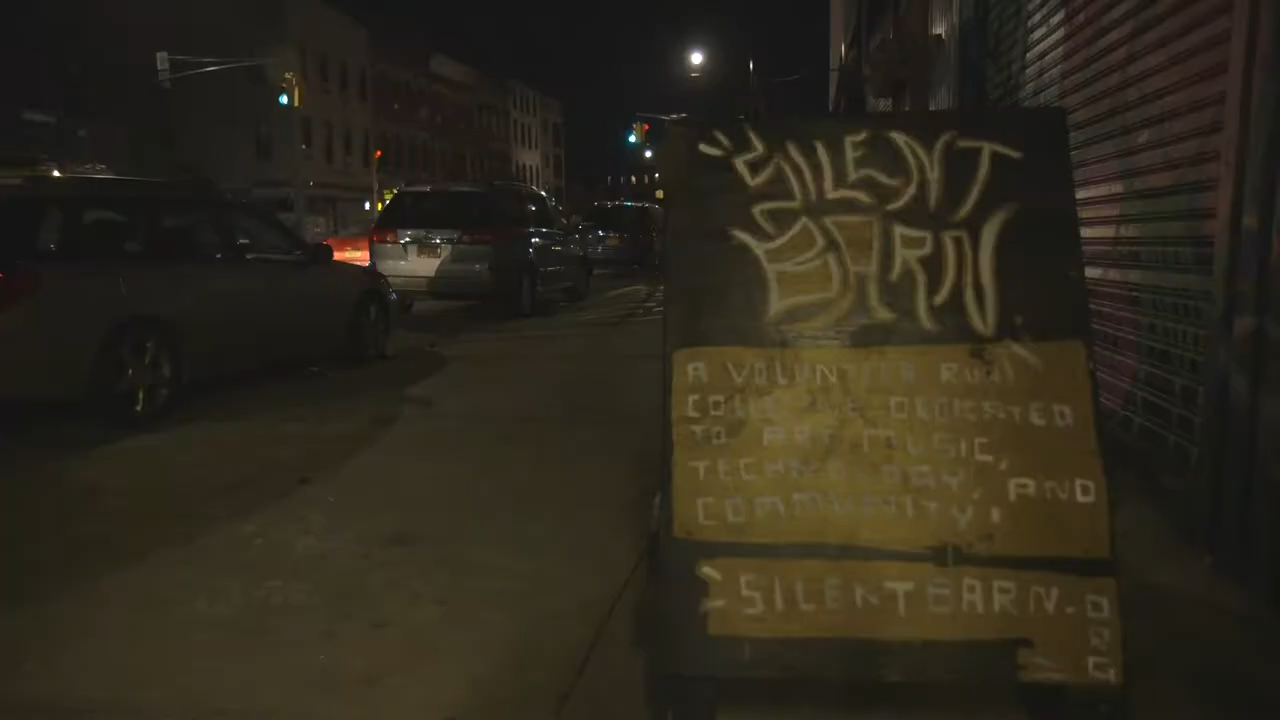 SILENT
BARN
A VOLUNTEER RUN
COLLECTIVE DEDICATED
TO ART MUSIC,
TECHNOLOGY, AND
COMMUNITY.
SILENTBARN.ORG